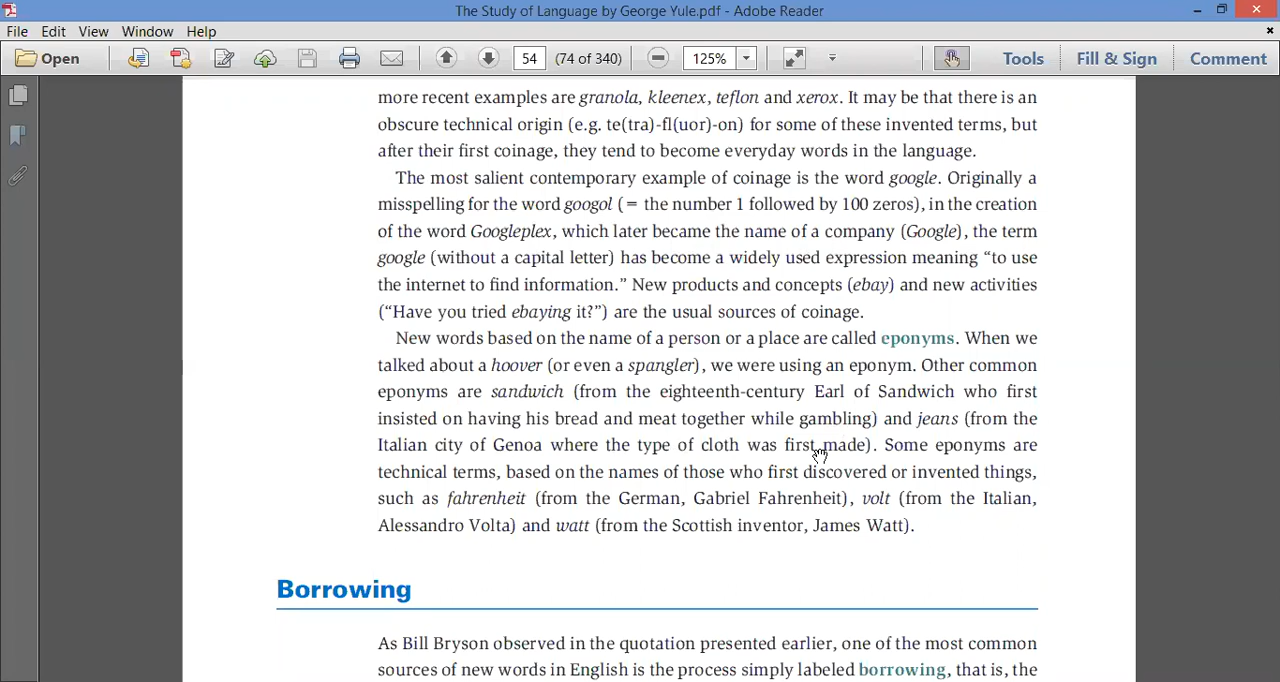 The Study of Language by George Yule.pdf - Adobe Reader
File Edit View Window Help
Open 54 (74 of 340) 125% Tools Fill & Sign Comment
more recent examples are granola, kleenex, teflon and xerox. It may be that there is an
obscure technical origin (e.g. te(tra)-fl(uor)-on) for some of these invented terms, but
after their first coinage, they tend to become everyday words in the language.
The most salient contemporary example of coinage is the word google. Originally a
misspelling for the word googol (= the number 1 followed by 100 zeros), in the creation
of the word Googleplex, which later became the name of a company (Google), the term
google (without a capital letter) has become a widely used expression meaning “to use
the internet to find information.” New products and concepts (ebay) and new activities
(“Have you tried ebaying it?”) are the usual sources of coinage.
New words based on the name of a person or a place are called eponyms. When we
talked about a hoover (or even a spangler), we were using an eponym. Other common
eponyms are sandwich (from the eighteenth-century Earl of Sandwich who first
insisted on having his bread and meat together while gambling) and jeans (from the
Italian city of Genoa where the type of cloth was first made). Some eponyms are
technical terms, based on the names of those who first discovered or invented things,
such as fahrenheit (from the German, Gabriel Fahrenheit), volt (from the Italian,
Alessandro Volta) and watt (from the Scottish inventor, James Watt).
Borrowing
As Bill Bryson observed in the quotation presented earlier, one of the most common
sources of new words in English is the process simply labeled borrowing, that is, the